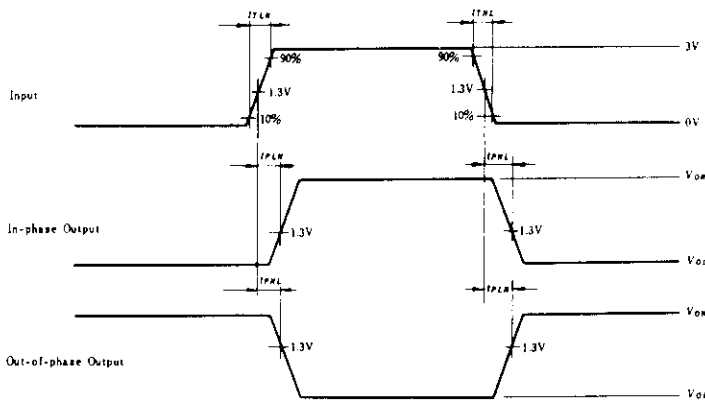 tTLH
tTHL
3V
90%
90%
Input
1.3V
1.3V
10%
10%
0V
tPLH
tPHL
VOH
In-phase Output
1.3V
1.3V
VOL
tPHL
tPLH
VOH
1.3V
1.3V
Out-of-phase Output
VOL